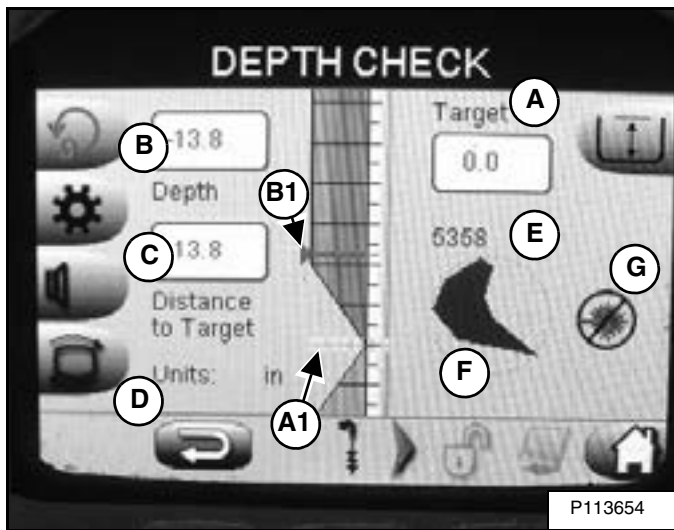 DEPTH CHECK
A
Target
0.0
B
-13.8
Depth
B1
C
13.8
Distance
to Target
E
5358
G
F
D
Units: in
A1
P113654